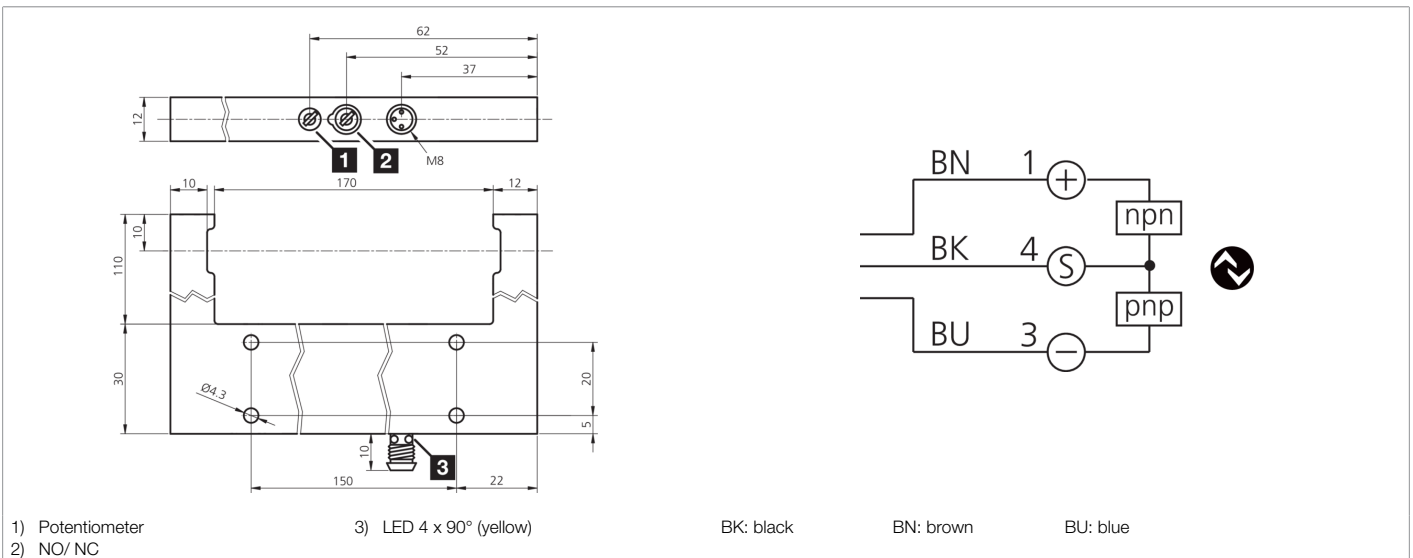 62
52
37
12
1 2
M8
10 170 12
10
110
30
Ø4.3
20
5
10
3
150 22
BN 1 +
npn
BK 4 S
pnp
BU 3 −
1) Potentiometer 3) LED 4 x 90° (yellow) BK: black BN: brown BU: blue
2) NO/ NC